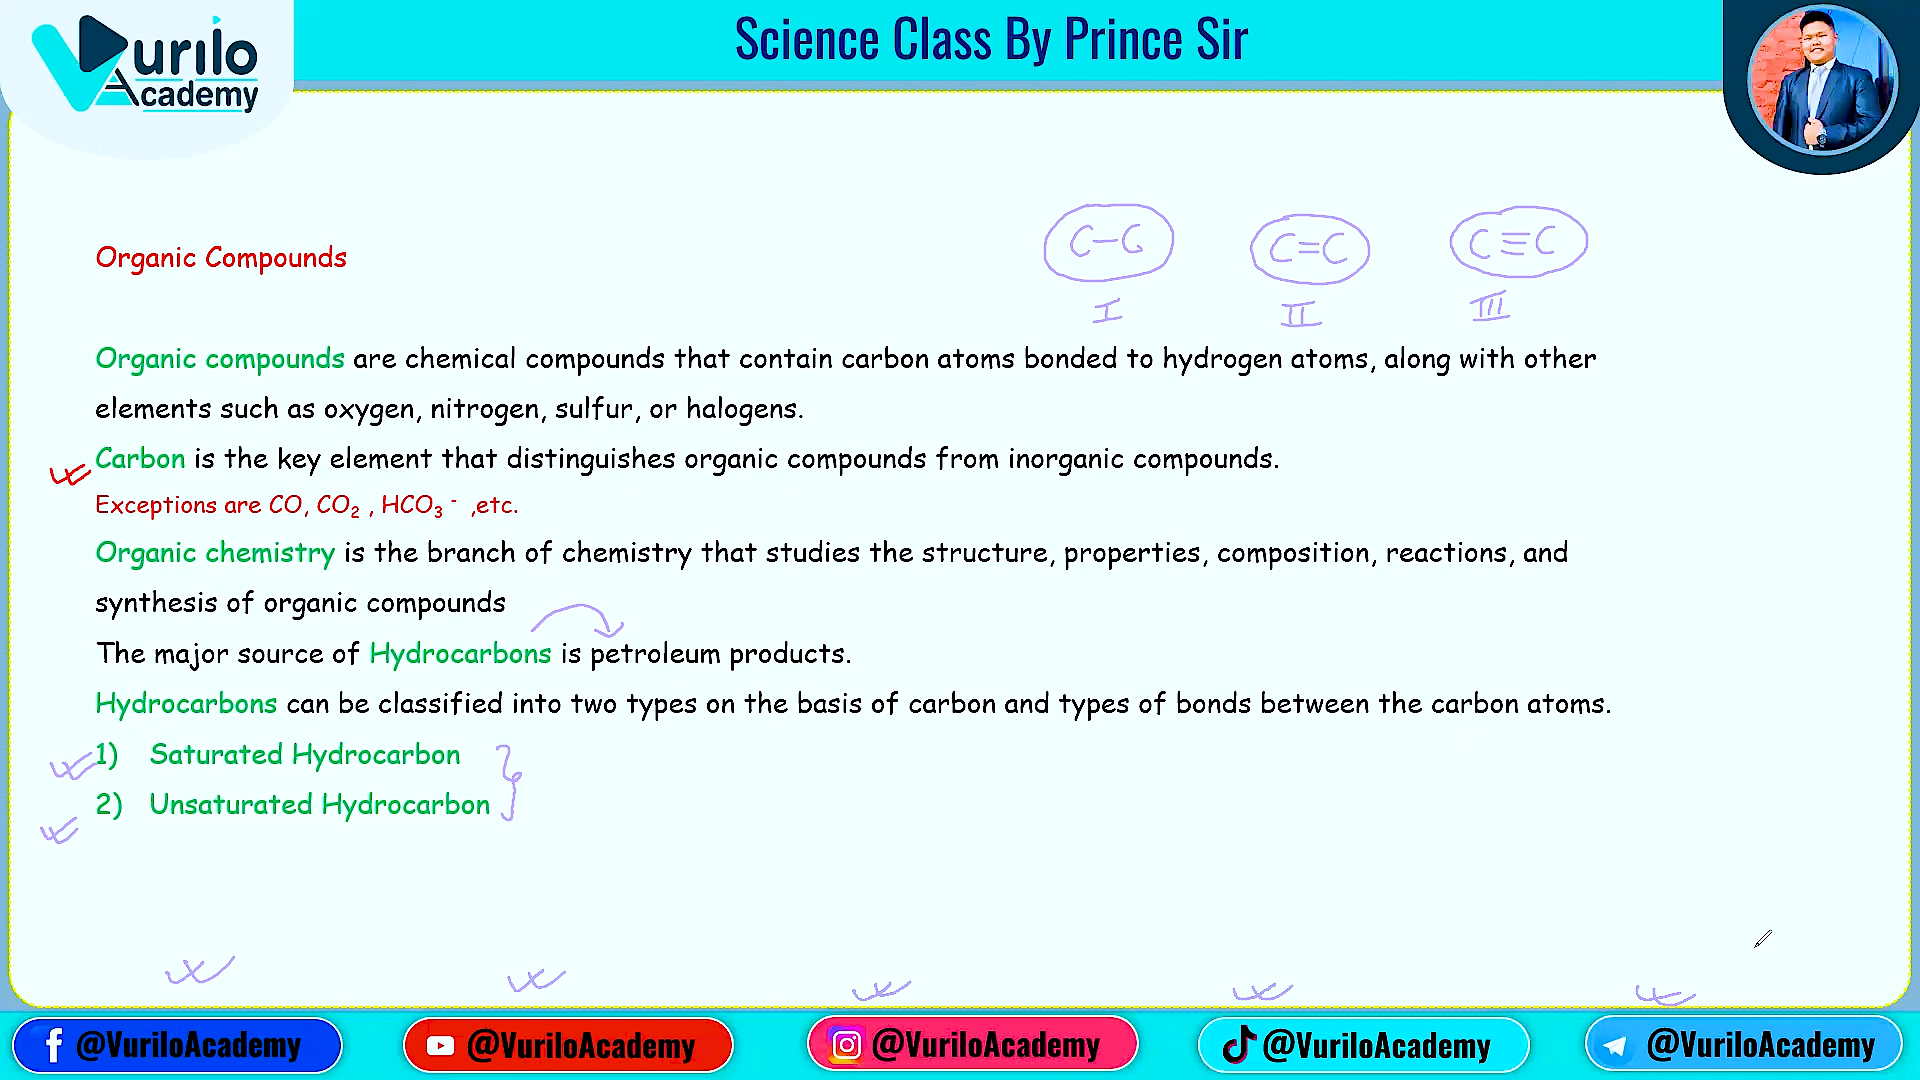 Vurilo
Academy
Science Class By Prince Sir
C-C
C=C
C≡C
I
II
III
Organic Compounds
Organic compounds are chemical compounds that contain carbon atoms bonded to hydrogen atoms, along with other
elements such as oxygen, nitrogen, sulfur, or halogens.
Carbon is the key element that distinguishes organic compounds from inorganic compounds.
Exceptions are CO, CO₂ , HCO₃⁻ ,etc.
Organic chemistry is the branch of chemistry that studies the structure, properties, composition, reactions, and
synthesis of organic compounds
The major source of Hydrocarbons is petroleum products.
Hydrocarbons can be classified into two types on the basis of carbon and types of bonds between the carbon atoms.
1) Saturated Hydrocarbon
2) Unsaturated Hydrocarbon
@VuriloAcademy
@VuriloAcademy
@VuriloAcademy
@VuriloAcademy
@VuriloAcademy